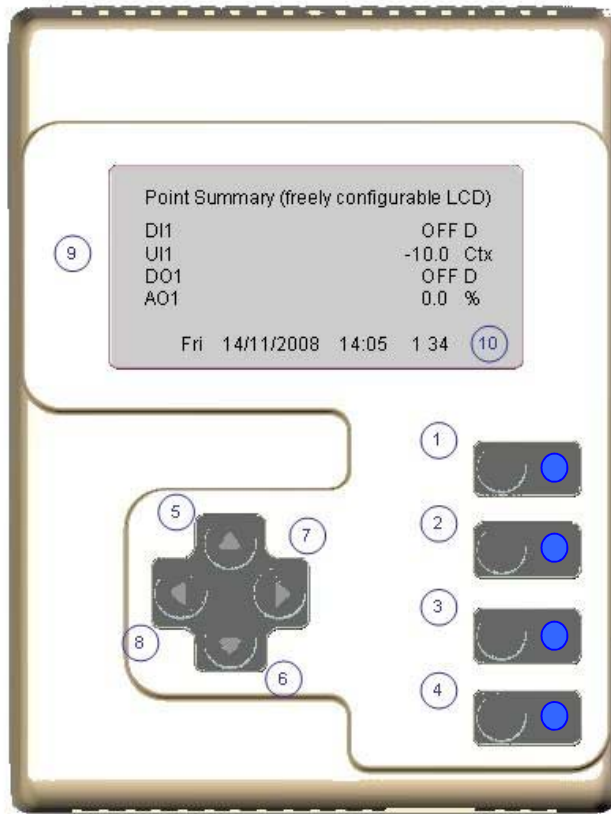 Point Summary (freely configurable LCD)
DI1 OFF D
UI1 -10.0 Ctx
DO1 OFF D
AO1 0.0 %
Fri 14/11/2008 14:05 1 34 10
9
1
2
3
4
5
7
8
6